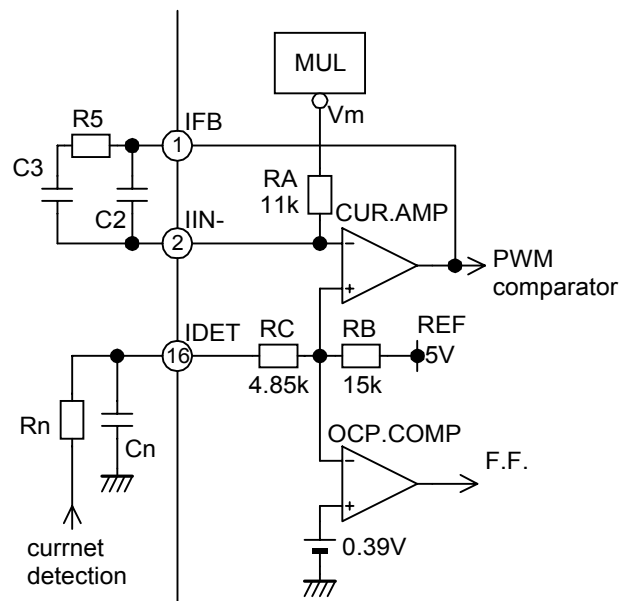 MUL
Vm
R5
IFB
1
C3
C2
RA
11k
CUR.AMP
IIN-
2
PWM
comparator
IDET
16
RC
4.85k
RB
15k
REF
5V
Rn
Cn
OCP.COMP
F.F.
0.39V
currnet
detection